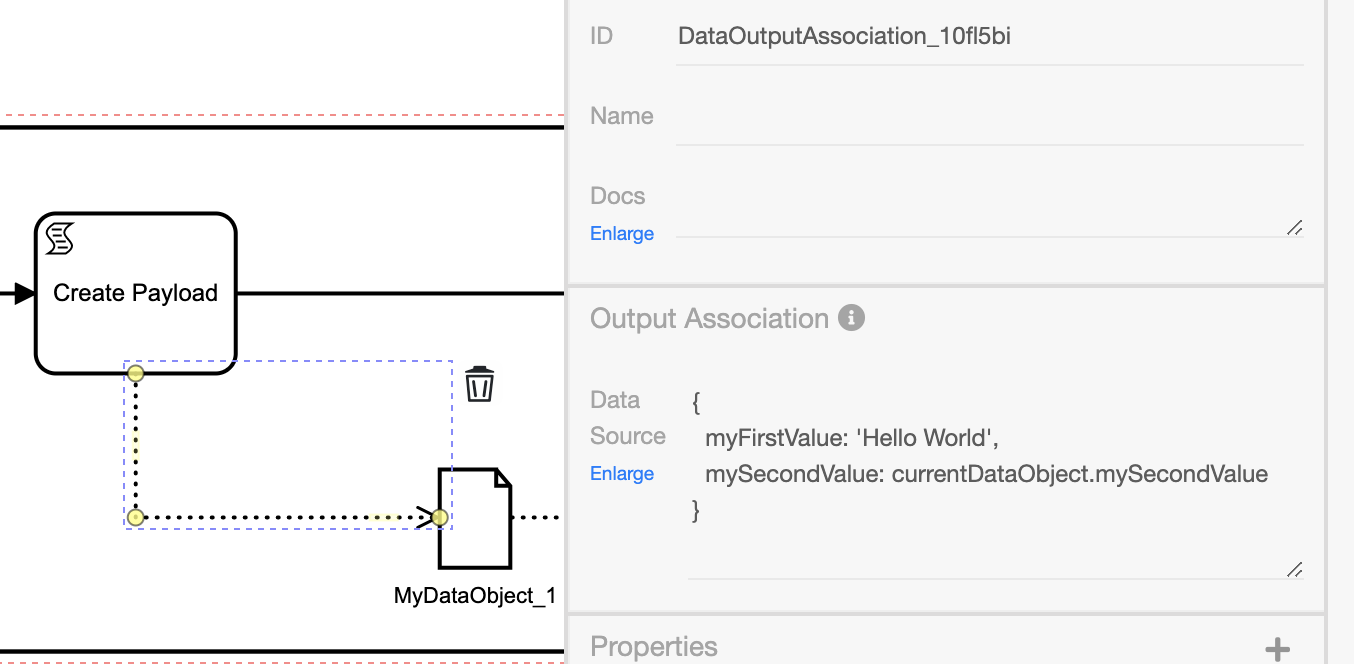 ID
DataOutputAssociation_10fl5bi
Name
Docs
Enlarge
Create Payload
Output Association
Data
Source
Enlarge
{
myFirstValue: 'Hello World',
mySecondValue: currentDataObject.mySecondValue
}
MyDataObject_1
Properties